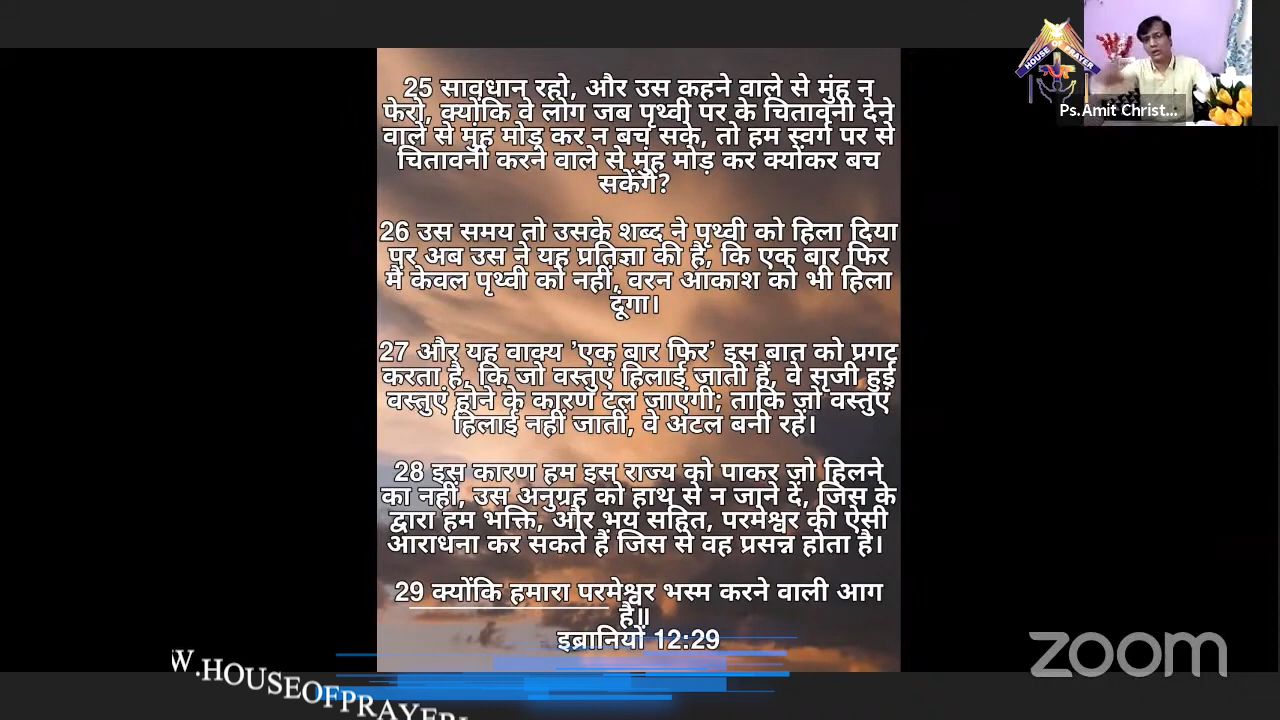 HOUSE OF PRAYER
Ps.Amit Christ...
25 सावधान रहो, और उस कहने वाले से मुंह न
फेरो, क्योंकि वे लोग जब पृथ्वी पर के चितावनी देने
वाले से मुंह मोड़ कर न बच सके, तो हम स्वर्ग पर से
चितावनी करने वाले से मुंह मोड़ कर क्योंकर बच
सकेंगे?
26 उस समय तो उसके शब्द ने पृथ्वी को हिला दिया
पर अब उस ने यह प्रतिज्ञा की है, कि एक बार फिर
मैं केवल पृथ्वी को नहीं, वरन आकाश को भी हिला
दूंगा।
27 और यह वाक्य 'एक बार फिर' इस बात को प्रगट
करता है, कि जो वस्तुएं हिलाई जाती हैं, वे सृजी हुई
वस्तुएं होने के कारण टल जाएंगी; ताकि जो वस्तुएं
हिलाई नहीं जातीं, वे अटल बनी रहें।
28 इस कारण हम इस राज्य को पाकर जो हिलने
का नहीं, उस अनुग्रह को हाथ से न जाने दें, जिस के
द्वारा हम भक्ति, और भय सहित, परमेश्वर की ऐसी
आराधना कर सकते हैं जिस से वह प्रसन्न होता है।
29 क्योंकि हमारा परमेश्वर भस्म करने वाली आग
है॥
इब्रानियों 12:29
zoom
W.HOUSEOFPRAYER